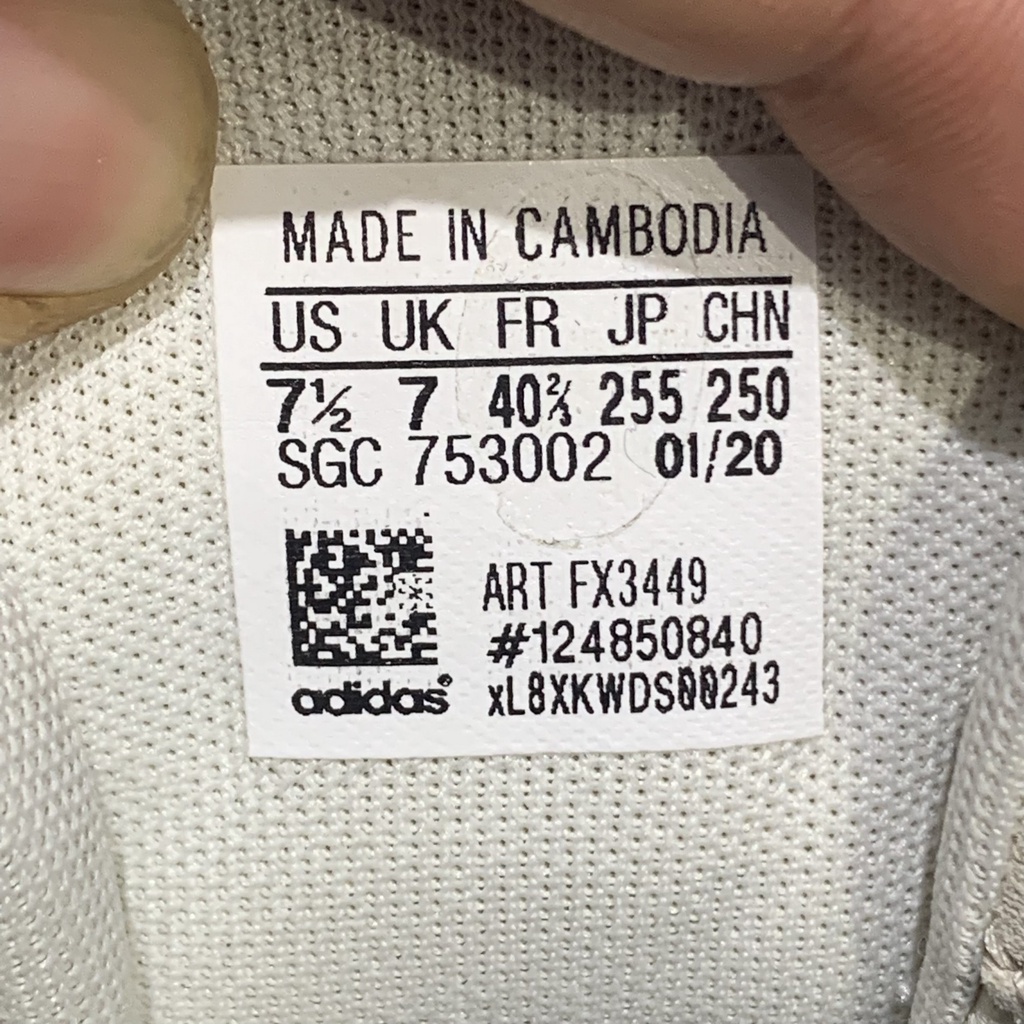 MADE IN CAMBODIA
US UK FR JP CHN
7½ 7 40⅔ 255 250
SGC 753002 01/20
ART FX3449
#124850840
adidas® xL8XKWDS00243